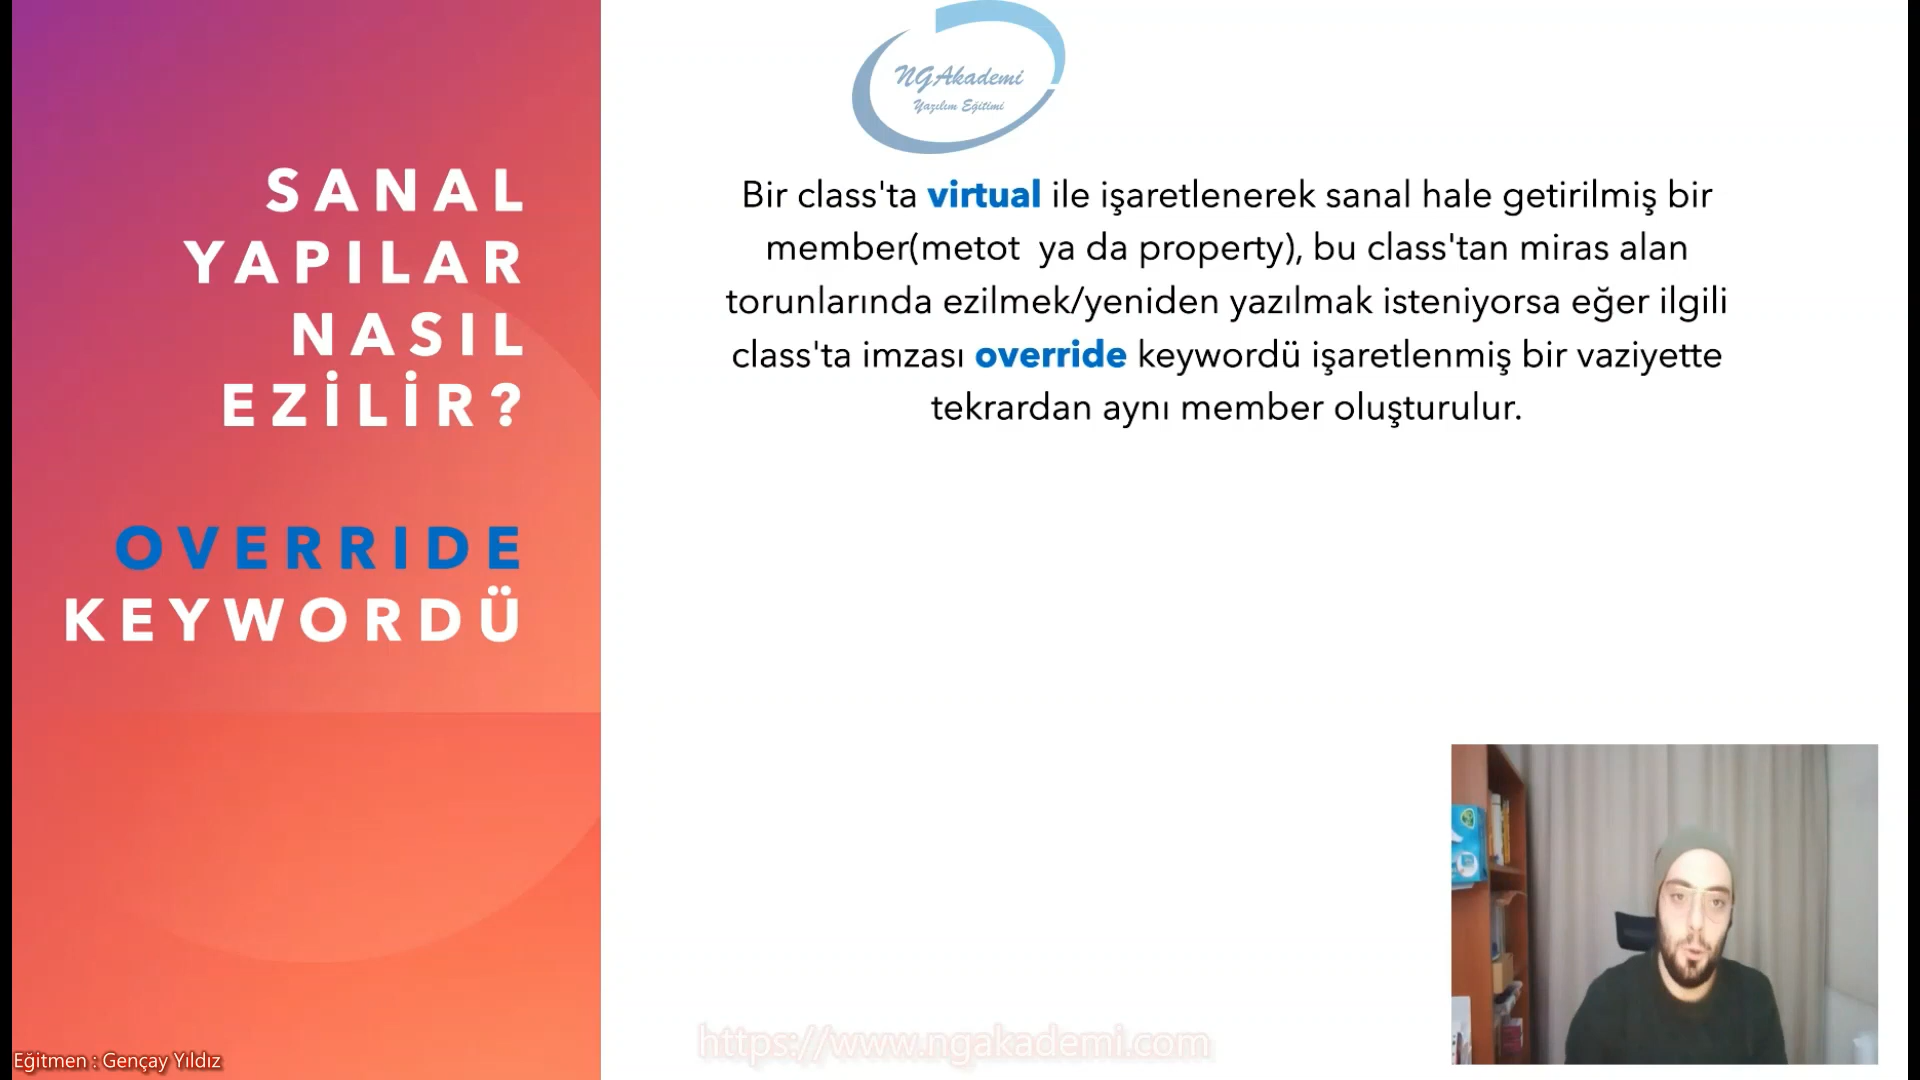 SANAL
YAPILAR
NASIL
EZİLİR?
OVERRIDE
KEYWORDÜ
NGAkademi
Yazılım Eğitimi
Bir class'ta virtual ile işaretlenerek sanal hale getirilmiş bir
member(metot ya da property), bu class'tan miras alan
torunlarında ezilmek/yeniden yazılmak isteniyorsa eğer ilgili
class'ta imzası override keywordü işaretlenmiş bir vaziyette
tekrardan aynı member oluşturulur.
https://www.ngakademi.com
Eğitmen : Gençay Yıldız